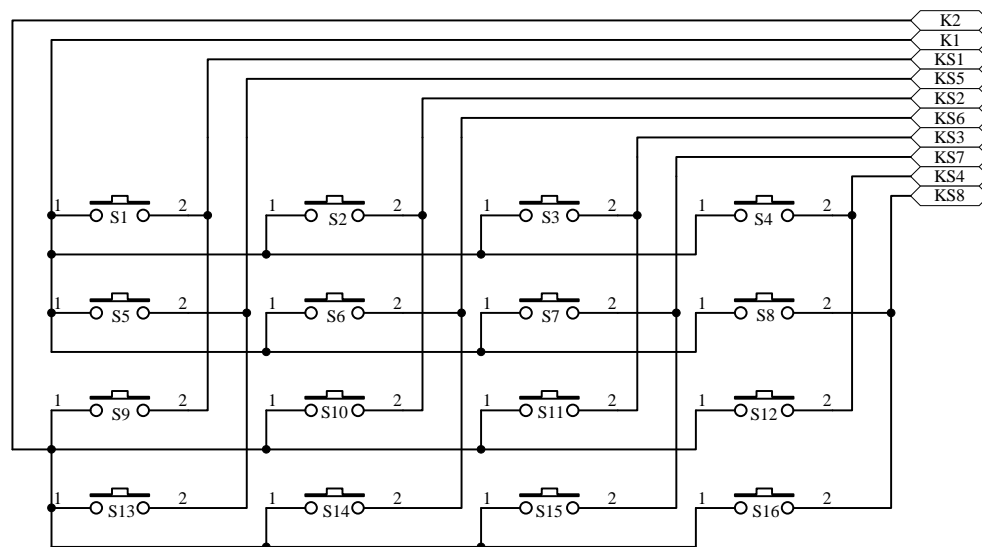 K2
K1
KS1
KS5
KS2
KS6
KS3
KS7
KS4
KS8
1 S1 2 1 S2 2 1 S3 2 1 S4 2
1 S5 2 1 S6 2 1 S7 2 1 S8 2
1 S9 2 1 S10 2 1 S11 2 1 S12 2
1 S13 2 1 S14 2 1 S15 2 1 S16 2